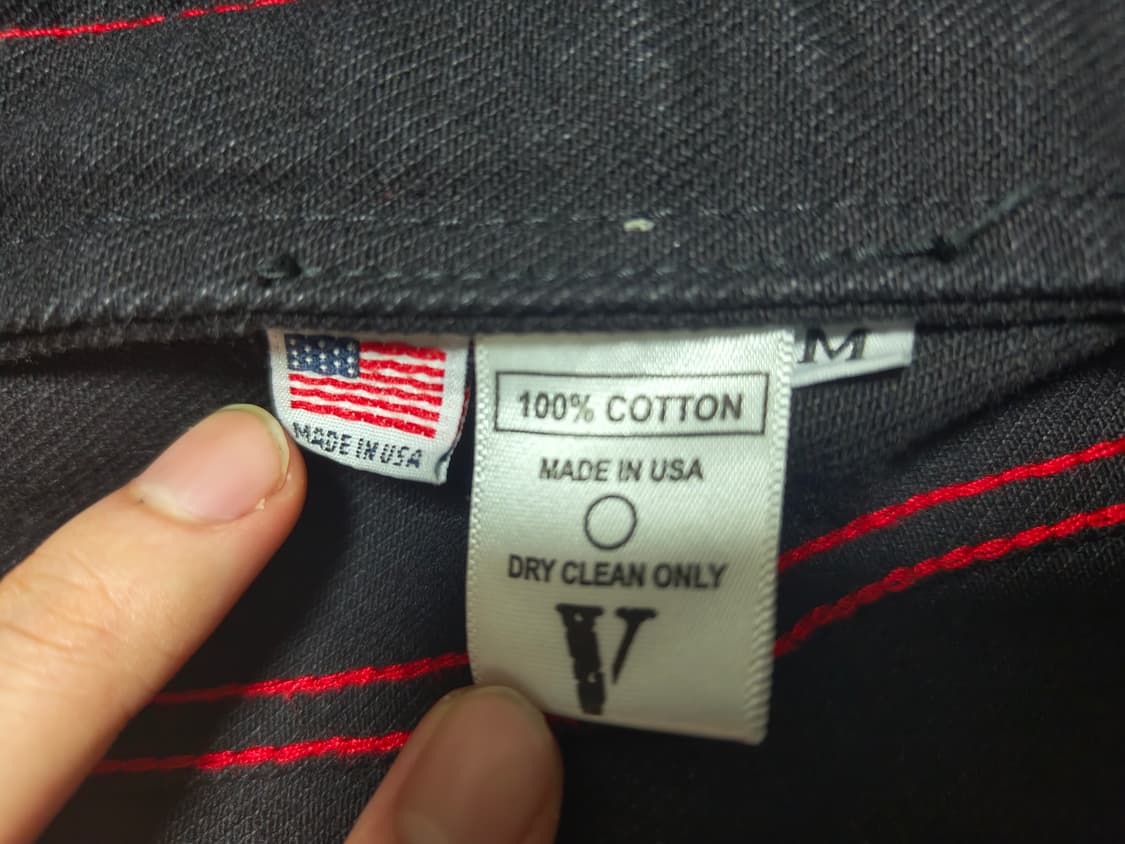 MADE IN USA
100% COTTON
MADE IN USA
DRY CLEAN ONLY
V
M